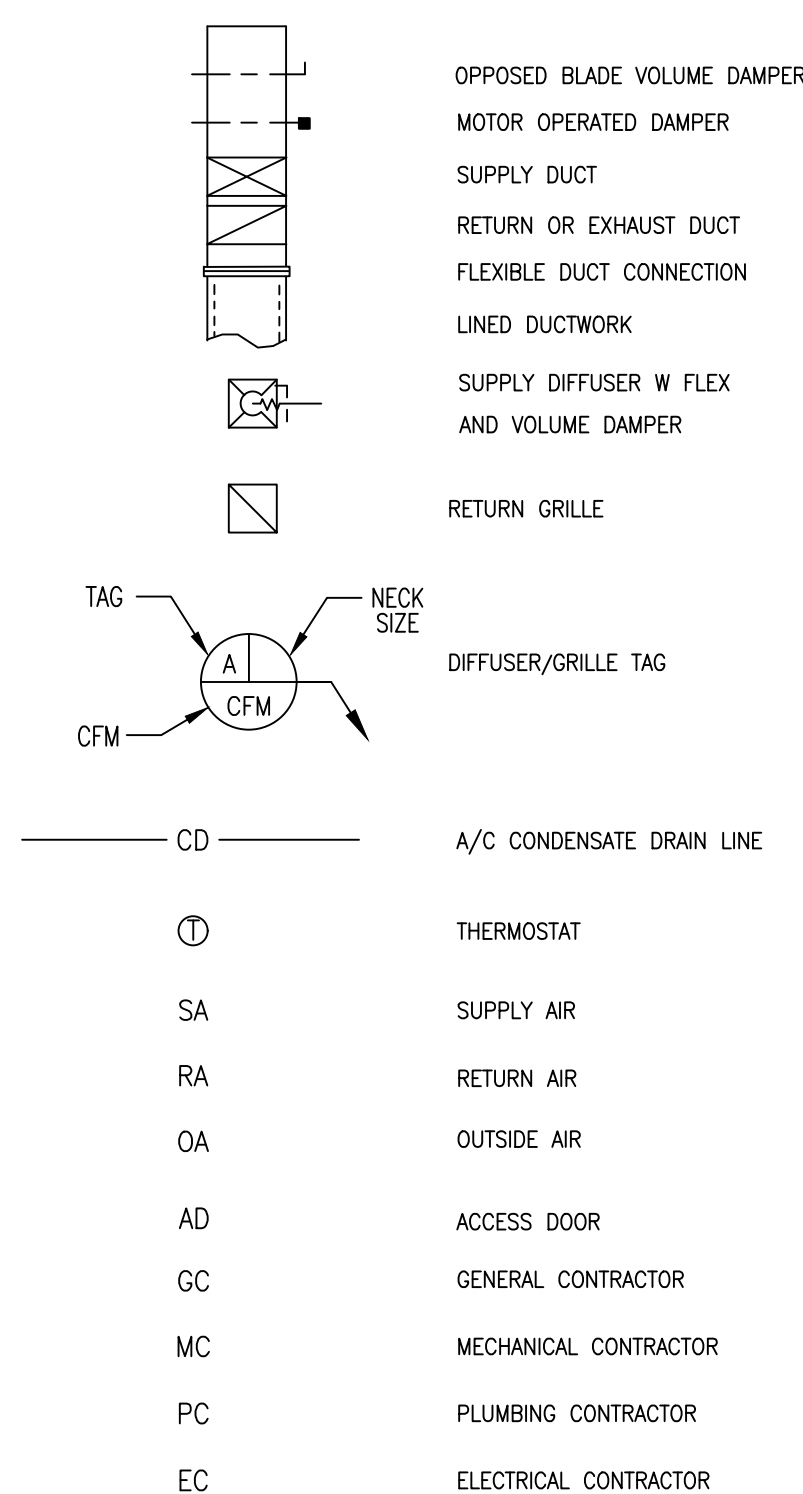 OPPOSED BLADE VOLUME DAMPER
MOTOR OPERATED DAMPER
SUPPLY DUCT
RETURN OR EXHAUST DUCT
FLEXIBLE DUCT CONNECTION
LINED DUCTWORK
SUPPLY DIFFUSER W FLEX
AND VOLUME DAMPER
RETURN GRILLE
TAG
NECK
SIZE
A
CFM
CFM
DIFFUSER/GRILLE TAG
CD A/C CONDENSATE DRAIN LINE
T THERMOSTAT
SA SUPPLY AIR
RA RETURN AIR
OA OUTSIDE AIR
AD ACCESS DOOR
GC GENERAL CONTRACTOR
MC MECHANICAL CONTRACTOR
PC PLUMBING CONTRACTOR
EC ELECTRICAL CONTRACTOR